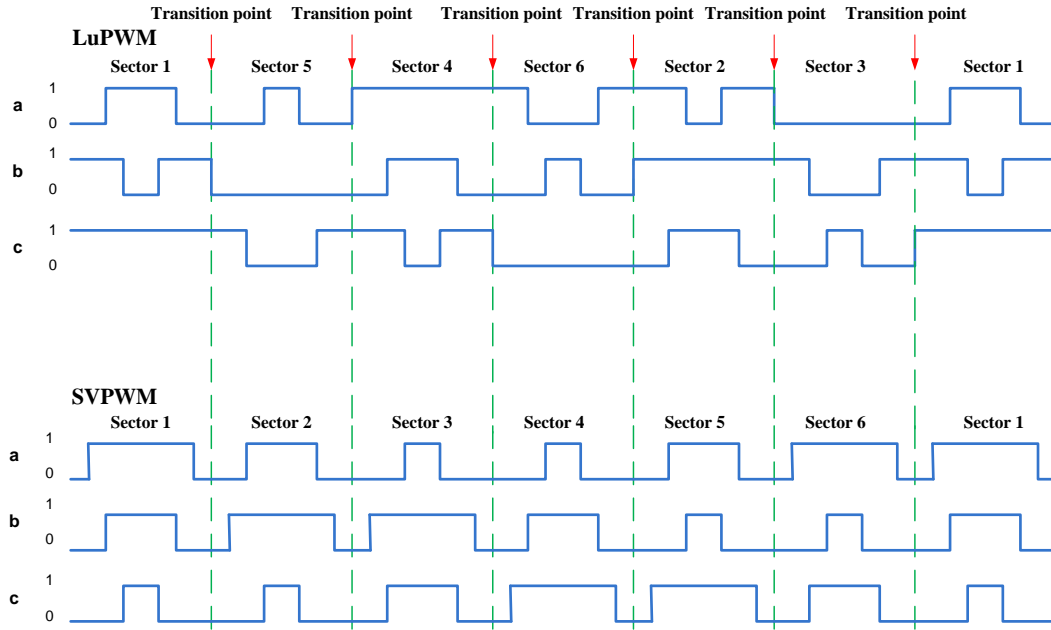 Transition point Transition point Transition point Transition point Transition point Transition point
LuPWM
Sector 1 Sector 5 Sector 4 Sector 6 Sector 2 Sector 3 Sector 1
a 1
0
b 1
0
c 1
0
SVPWM
Sector 1 Sector 2 Sector 3 Sector 4 Sector 5 Sector 6 Sector 1
a 1
0
b 1
0
c 1
0